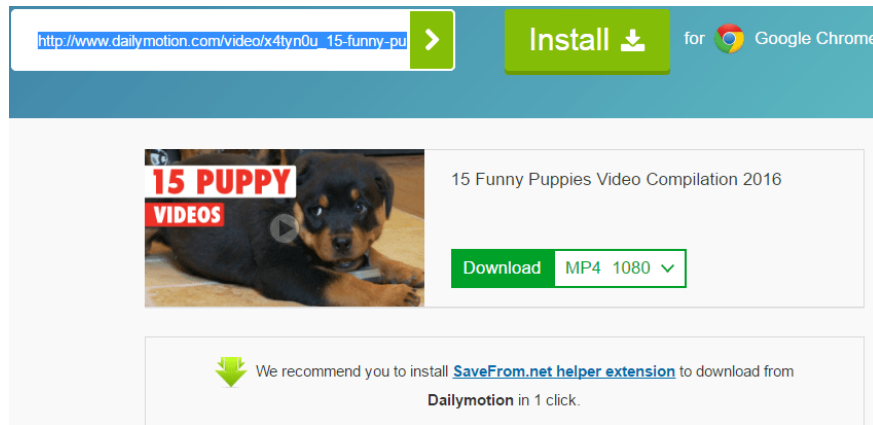 http://www.dailymotion.com/video/x4tyn0u_15-funny-pu
Install
for Google Chrome
15 PUPPY
VIDEOS
15 Funny Puppies Video Compilation 2016
Download MP4 1080
We recommend you to install SaveFrom.net helper extension to download from
Dailymotion in 1 click.